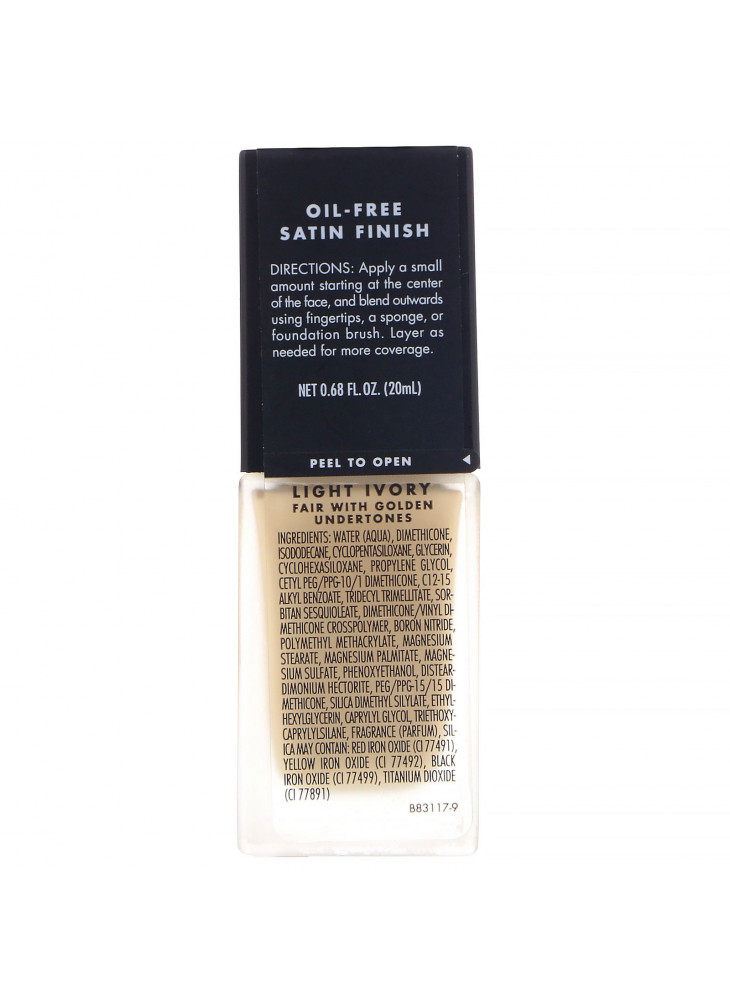 OIL-FREE
SATIN FINISH
DIRECTIONS: Apply a small
amount starting at the center
of the face, and blend outwards
using fingertips, a sponge, or
foundation brush. Layer as
needed for more coverage.
NET 0.68 FL. OZ. (20mL)
PEEL TO OPEN
LIGHT IVORY
FAIR WITH GOLDEN
UNDERTONES
INGREDIENTS: WATER (AQUA), DIMETHICONE,
ISODODECANE, CYCLOPENTASILOXANE, GLYCERIN,
CYCLOHEXASILOXANE, PROPYLENE GLYCOL,
CETYL PEG/PPG-10/1 DIMETHICONE, C12-15
ALKYL BENZOATE, TRIDECYL TRIMELLITATE, SOR-
BITAN SESQUIOLEATE, DIMETHICONE/VINYL DI-
METHICONE CROSSPOLYMER, BORON NITRIDE,
POLYMETHYL METHACRYLATE, MAGNESIUM
STEARATE, MAGNESIUM PALMITATE, MAGNE-
SIUM SULFATE, PHENOXYETHANOL, DISTEAR-
DIMONIUM HECTORITE, PEG/PPG-15/15 DI-
METHICONE, SILICA DIMETHYL SILYLATE, ETHYL-
HEXYLGLYCERIN, CAPRYLYL GLYCOL, TRIETHOXY-
CAPRYLYLSILANE, FRAGRANCE (PARFUM), SIL-
ICA MAY CONTAIN: RED IRON OXIDE (CI 77491),
YELLOW IRON OXIDE (CI 77492), BLACK
IRON OXIDE (CI 77499), TITANIUM DIOXIDE
(CI 77891)
B83117-9